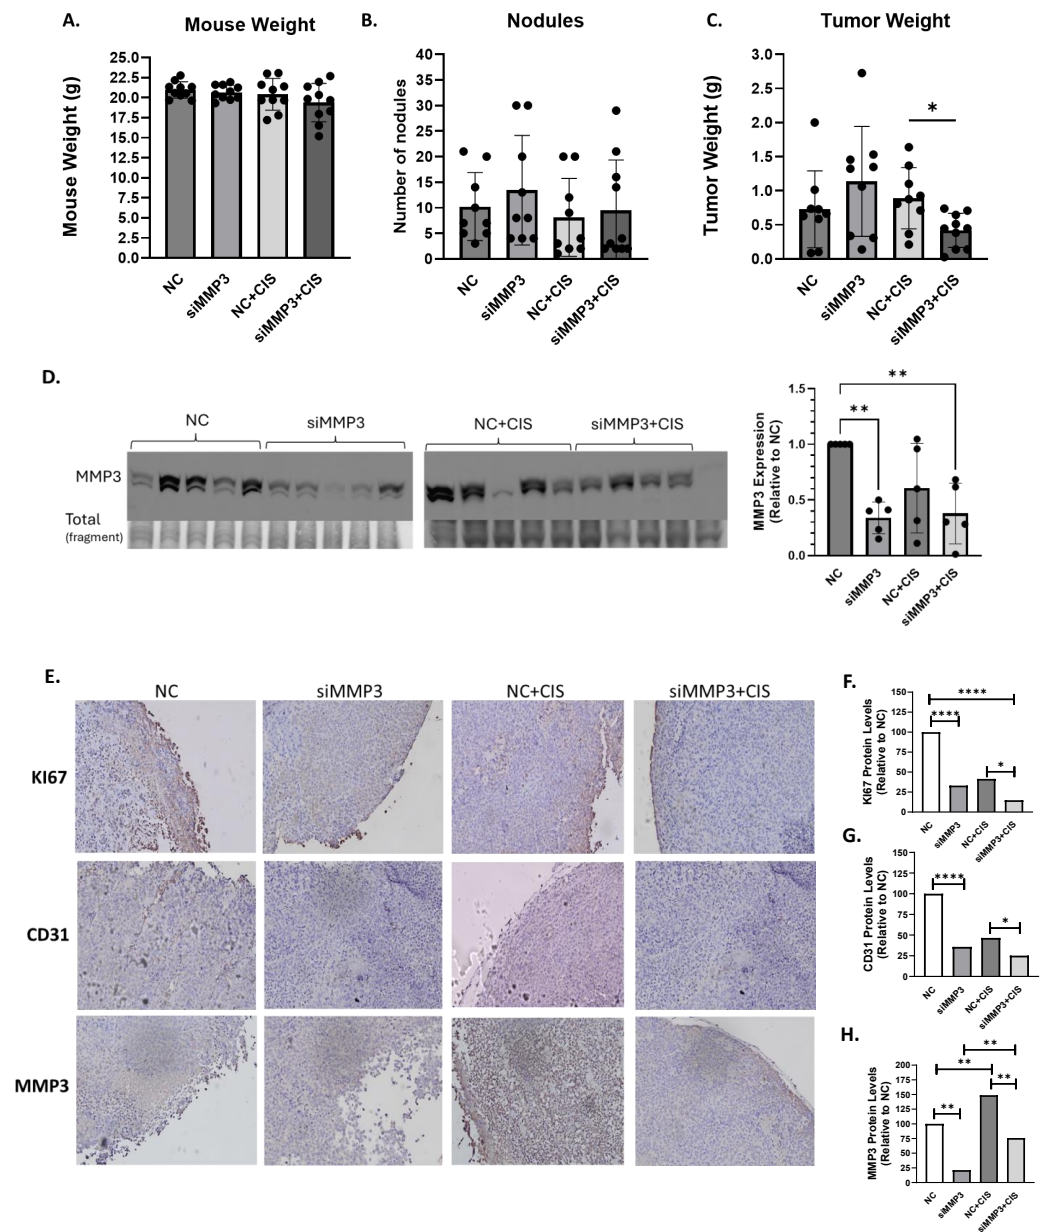 A.
Mouse Weight
Mouse Weight (g)
25.0
22.5
20.0
17.5
15.0
12.5
10.0
7.5
5.0
2.5
0.0
NC
siMMP3
NC+CIS
siMMP3+CIS
B.
Nodules
Number of nodules
40
35
30
25
20
15
10
5
0
NC
siMMP3
NC+CIS
siMMP3+CIS
C.
Tumor Weight
Tumor Weight (g)
3.0
2.5
2.0
1.5
1.0
0.5
0.0
*
NC
siMMP3
NC+CIS
siMMP3+CIS
D.
NC
siMMP3
NC+CIS
siMMP3+CIS
MMP3
Total
(fragment)
MMP3 Expression
(Relative to NC)
1.5
1.0
0.5
0.0
**
**
NC
siMMP3
NC+CIS
siMMP3+CIS
E.
NC
siMMP3
NC+CIS
siMMP3+CIS
KI67
CD31
MMP3
F.
KI67 Protein Levels
(Relative to NC)
150
125
100
75
50
25
0
****
****
*
NC
siMMP3
NC+CIS
siMMP3+CIS
G.
CD31 Protein Levels
(Relative to NC)
150
125
100
75
50
25
0
****
*
NC
siMMP3
NC+CIS
siMMP3+CIS
H.
MMP3 Protein Levels
(Relative to NC)
200
175
150
125
100
75
50
25
0
**
**
**
**
NC
siMMP3
NC+CIS
siMMP3+CIS